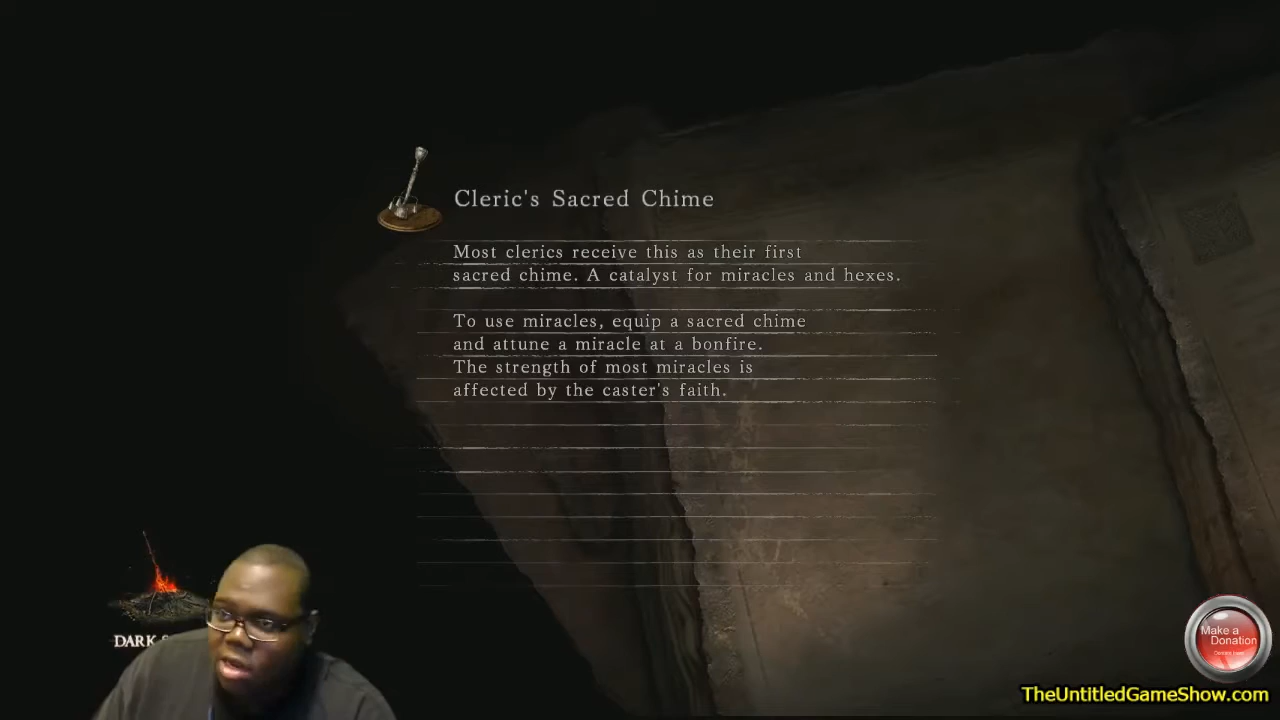 Cleric's Sacred Chime
Most clerics receive this as their first
sacred chime. A catalyst for miracles and hexes.
To use miracles, equip a sacred chime
and attune a miracle at a bonfire.
The strength of most miracles is
affected by the caster's faith.
DARK
Make a
Donation
TheUntitledGameShow.com